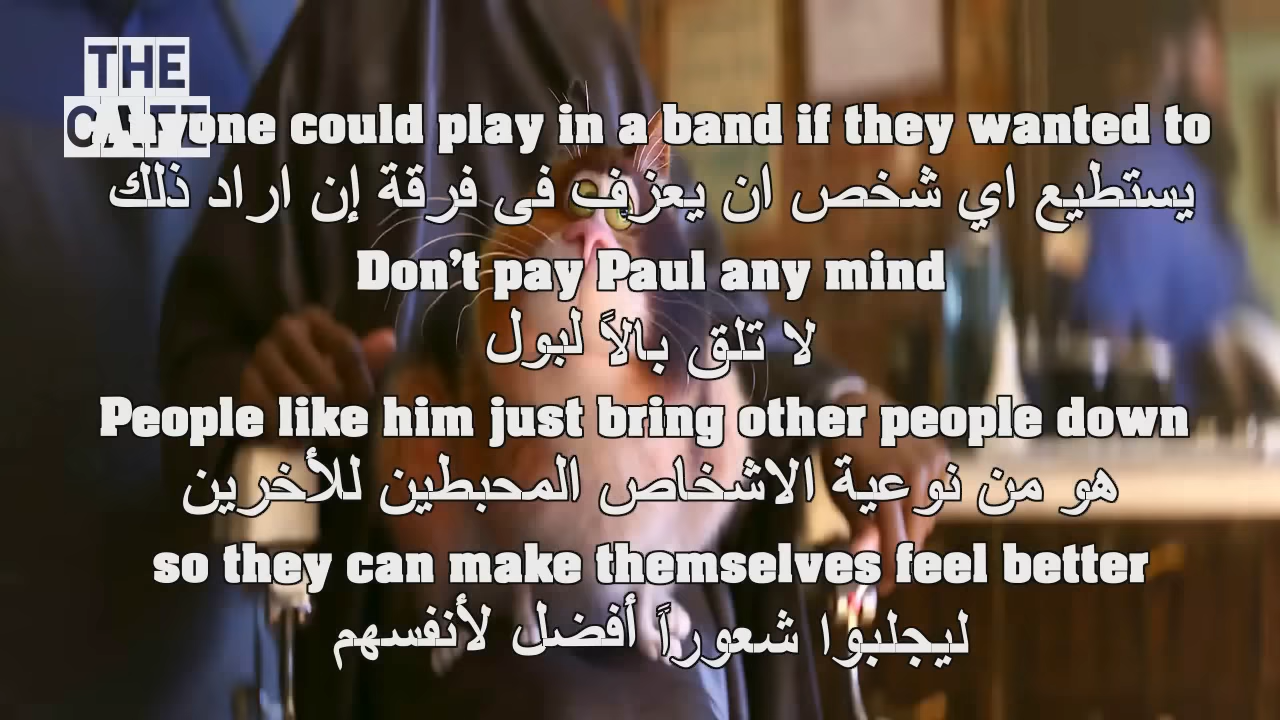 THE
CAFE
Anyone could play in a band if they wanted to
يستطيع اي شخص ان يعزف فى فرقة إن اراد ذلك
Don't pay Paul any mind
لا تلق بالاً لبول
People like him just bring other people down
هو من نوعية الاشخاص المحبطين للأخرين
so they can make themselves feel better
ليجلبوا شعوراً أفضل لأنفسهم